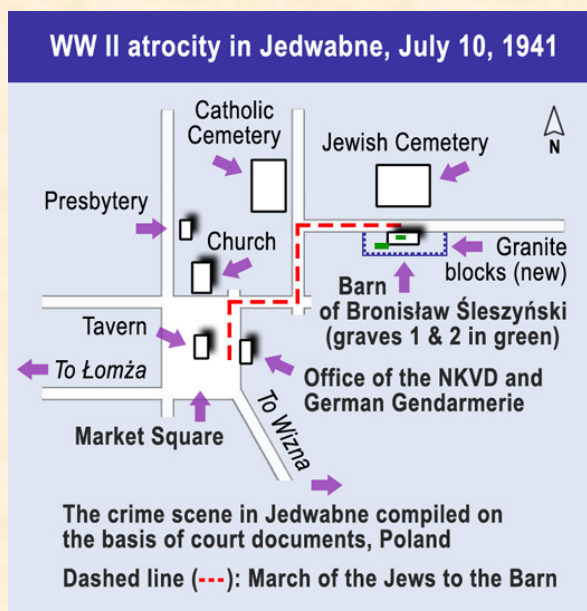 WW II atrocity in Jedwabne, July 10, 1941
Catholic
Cemetery
Jewish Cemetery
N
Presbytery
Church
Granite
blocks (new)
Barn
of Bronisław Śleszyński
(graves 1 & 2 in green)
Tavern
To Łomża
Office of the NKVD and
German Gendarmerie
Market Square
To Wizna
The crime scene in Jedwabne compiled on
the basis of court documents, Poland
Dashed line (---): March of the Jews to the Barn